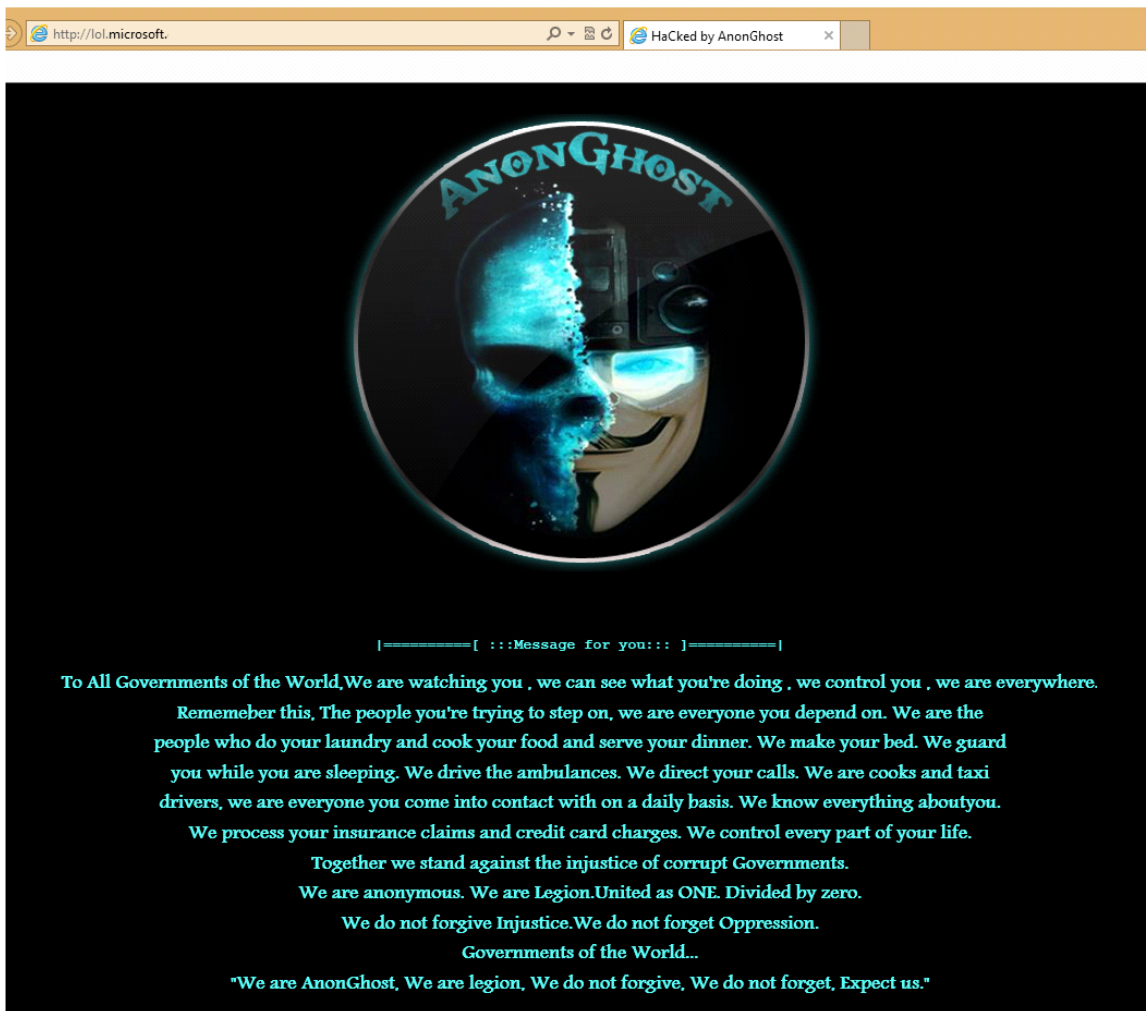 http://lol.microsoft.
HaCked by AnonGhost
AnonGhost
|==========[ :::Message for you::: ]==========|
To All Governments of the World,We are watching you , we can see what you're doing , we control you , we are everywhere.
Rememeber this, The people you're trying to step on, we are everyone you depend on. We are the
people who do your laundry and cook your food and serve your dinner. We make your bed. We guard
you while you are sleeping. We drive the ambulances. We direct your calls. We are cooks and taxi
drivers, we are everyone you come into contact with on a daily basis. We know everything aboutyou.
We process your insurance claims and credit card charges. We control every part of your life.
Together we stand against the injustice of corrupt Governments.
We are anonymous. We are Legion.United as ONE. Divided by zero.
We do not forgive Injustice.We do not forget Oppression.
Governments of the World...
"We are AnonGhost, We are legion, We do not forgive, We do not forget, Expect us."